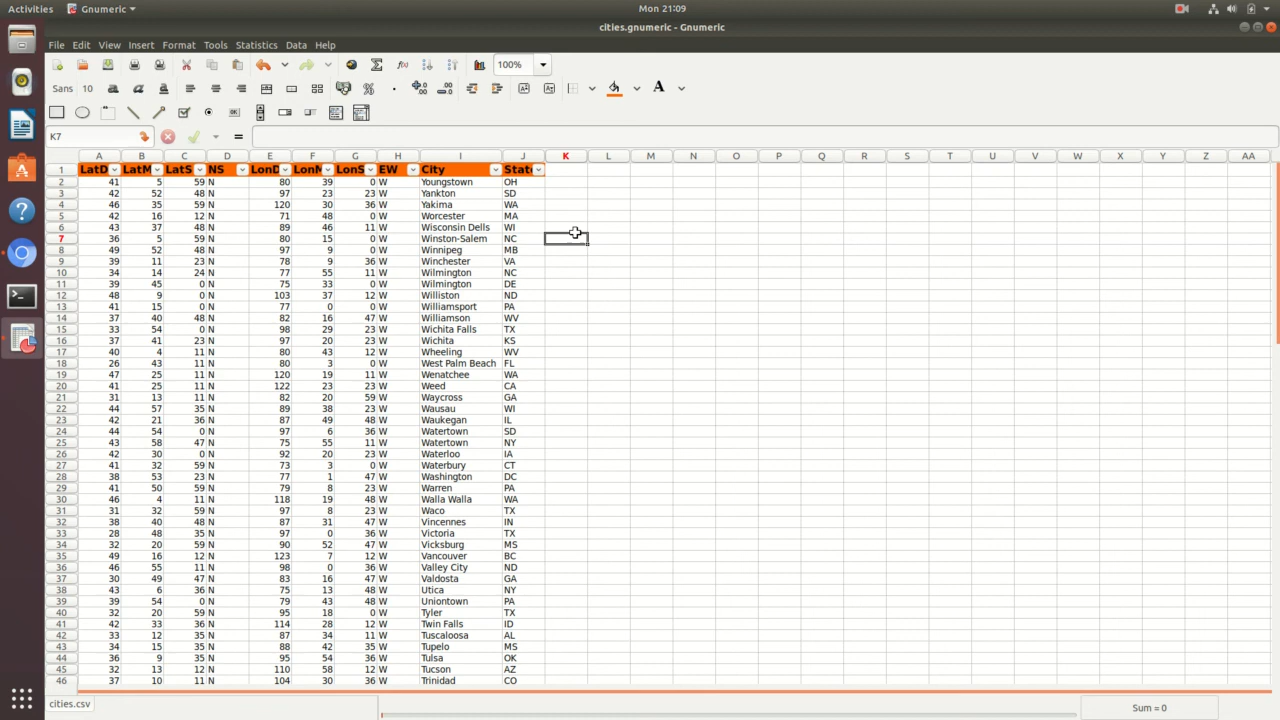 Activities Gnumeric Mon 21:09
cities.gnumeric - Gnumeric
File Edit View Insert Format Tools Statistics Data Help
100%
Sans 10
K7 =
A B C D E F G H I J K L M N O P Q R S T U V W X Y Z AA
1 LatD LatM LatS NS LonD LonM LonS EW City State
2 41 5 59 N 80 39 0 W Youngstown OH
3 42 52 48 N 97 23 23 W Yankton SD
4 46 35 59 N 120 30 36 W Yakima WA
5 42 16 12 N 71 48 0 W Worcester MA
6 43 37 48 N 89 46 11 W Wisconsin Dells WI
7 36 5 59 N 80 15 0 W Winston-Salem NC
8 49 52 48 N 97 9 0 W Winnipeg MB
9 39 11 23 N 78 9 36 W Winchester VA
10 34 14 24 N 77 55 11 W Wilmington NC
11 39 45 0 N 75 33 0 W Wilmington DE
12 48 9 0 N 103 37 12 W Williston ND
13 41 15 0 N 77 0 0 W Williamsport PA
14 37 40 48 N 82 16 47 W Williamson WV
15 33 54 0 N 98 29 23 W Wichita Falls TX
16 37 41 23 N 97 20 23 W Wichita KS
17 40 4 11 N 80 43 12 W Wheeling WV
18 26 43 11 N 80 3 0 W West Palm Beach FL
19 47 25 11 N 120 19 11 W Wenatchee WA
20 41 25 11 N 122 23 23 W Weed CA
21 31 13 11 N 82 20 59 W Waycross GA
22 44 57 35 N 89 38 23 W Wausau WI
23 42 21 36 N 87 49 48 W Waukegan IL
24 44 54 0 N 97 6 36 W Watertown SD
25 43 58 47 N 75 55 11 W Watertown NY
26 42 30 0 N 92 20 23 W Waterloo IA
27 41 32 59 N 73 3 0 W Waterbury CT
28 38 53 23 N 77 1 47 W Washington DC
29 41 50 59 N 79 8 23 W Warren PA
30 46 4 11 N 118 19 48 W Walla Walla WA
31 31 32 59 N 97 8 23 W Waco TX
32 38 40 48 N 87 31 47 W Vincennes IN
33 28 48 35 N 97 0 36 W Victoria TX
34 32 20 59 N 90 52 47 W Vicksburg MS
35 49 16 12 N 123 7 12 W Vancouver BC
36 46 55 11 N 98 0 36 W Valley City ND
37 30 49 47 N 83 16 47 W Valdosta GA
38 43 6 36 N 75 13 48 W Utica NY
39 39 54 0 N 79 43 48 W Uniontown PA
40 32 20 59 N 95 18 0 W Tyler TX
41 42 33 36 N 114 28 12 W Twin Falls ID
42 33 12 35 N 87 34 11 W Tuscaloosa AL
43 34 15 35 N 88 42 35 W Tupelo MS
44 36 9 35 N 95 54 36 W Tulsa OK
45 32 13 12 N 110 58 12 W Tucson AZ
46 37 10 11 N 104 30 36 W Trinidad CO
cities.csv Sum = 0